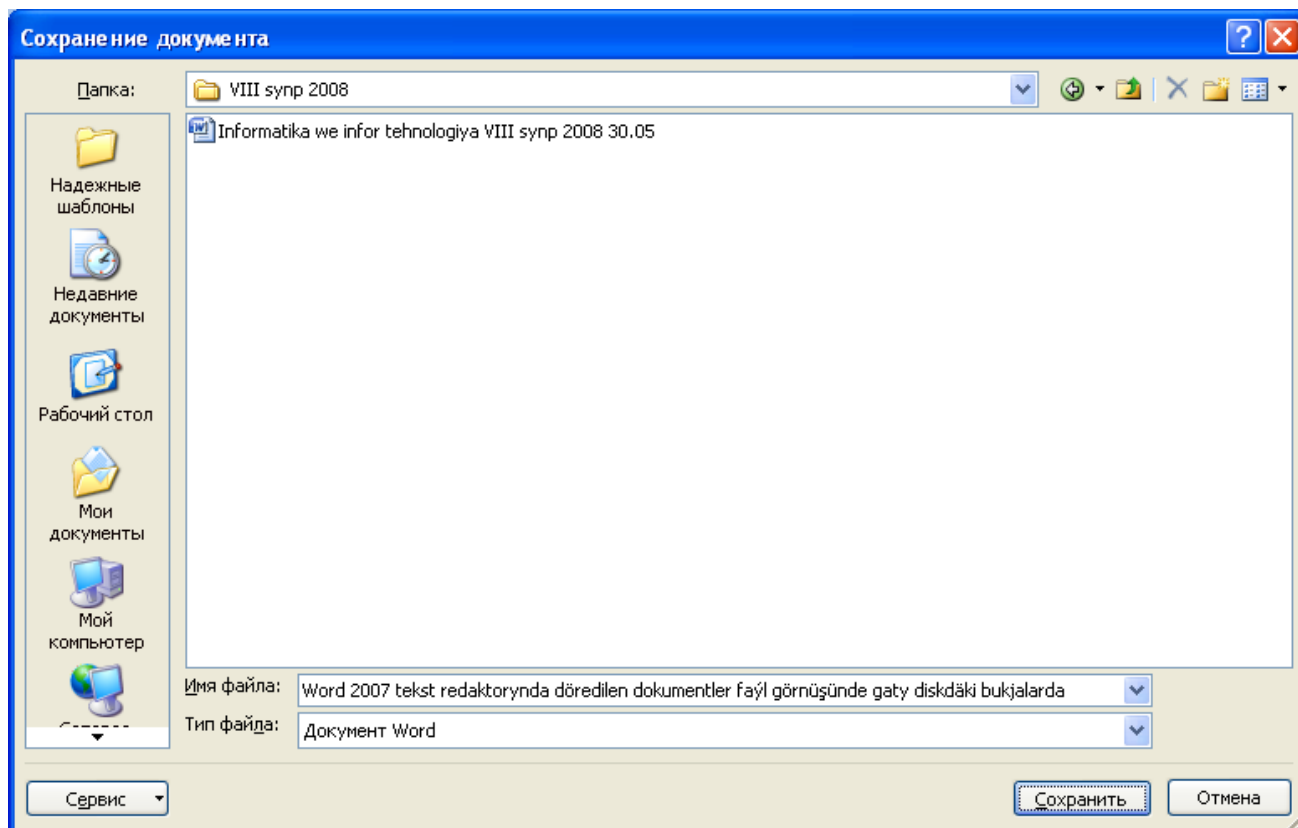 Сохранение документа
Папка:
VIII synp 2008
Informatika we infor tehnologiya VIII synp 2008 30.05
Надежные
шаблоны
Недавние
документы
Рабочий стол
Мои
документы
Мой
компьютер
Имя файла:
Word 2007 tekst redaktorynda döredilen dokumentler faýl görnüşünde gaty diskdäki bukjalarda
Тип файла:
Документ Word
Сервис
Сохранить
Отмена